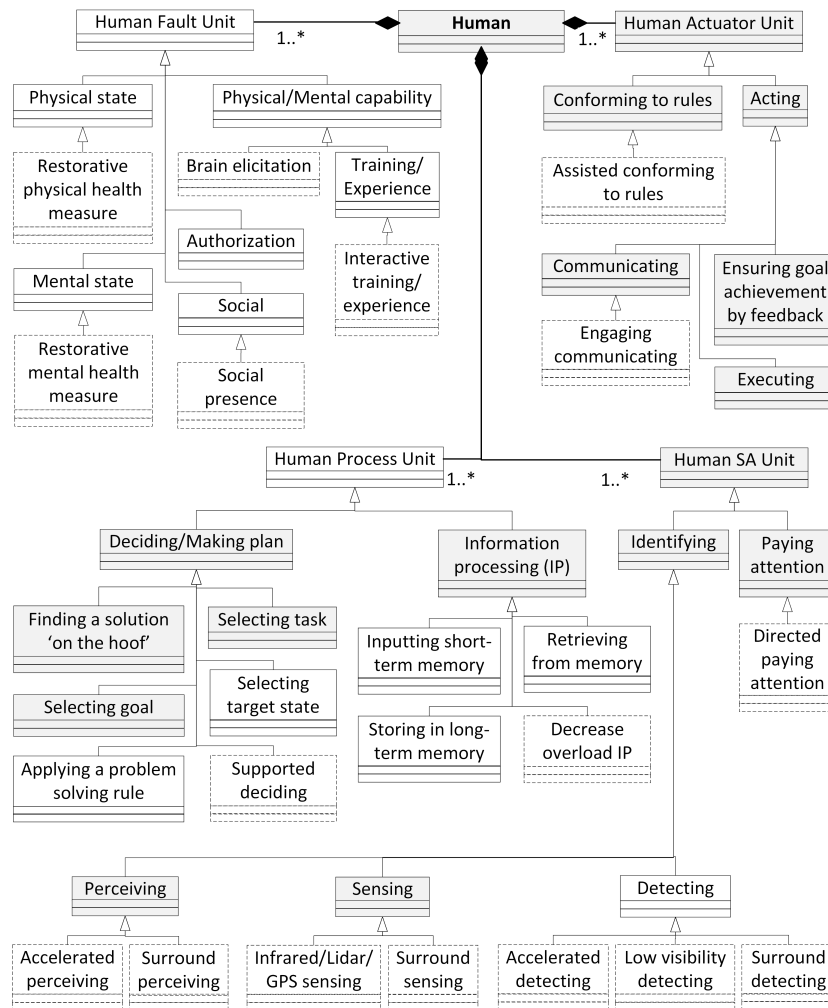 Human Fault Unit
1..*
Human
1..*
Human Actuator Unit
Physical state
Physical/Mental capability
Conforming to rules
Acting
Restorative
physical health
measure
Brain elicitation
Training/
Experience
Assisted conforming
to rules
Authorization
Mental state
Interactive
training/
experience
Communicating
Ensuring goal
achievement
by feedback
Social
Restorative
mental health
measure
Engaging
communicating
Social
presence
Executing
Human Process Unit
1..*
1..*
Human SA Unit
Deciding/Making plan
Information
processing (IP)
Identifying
Paying
attention
Finding a solution
‘on the hoof’
Selecting task
Inputting short-
term memory
Retrieving
from memory
Directed
paying
attention
Selecting goal
Selecting
target state
Storing in long-
term memory
Decrease
overload IP
Applying a problem
solving rule
Supported
deciding
Perceiving
Sensing
Detecting
Accelerated
perceiving
Surround
perceiving
Infrared/Lidar/
GPS sensing
Surround
sensing
Accelerated
detecting
Low visibility
detecting
Surround
detecting